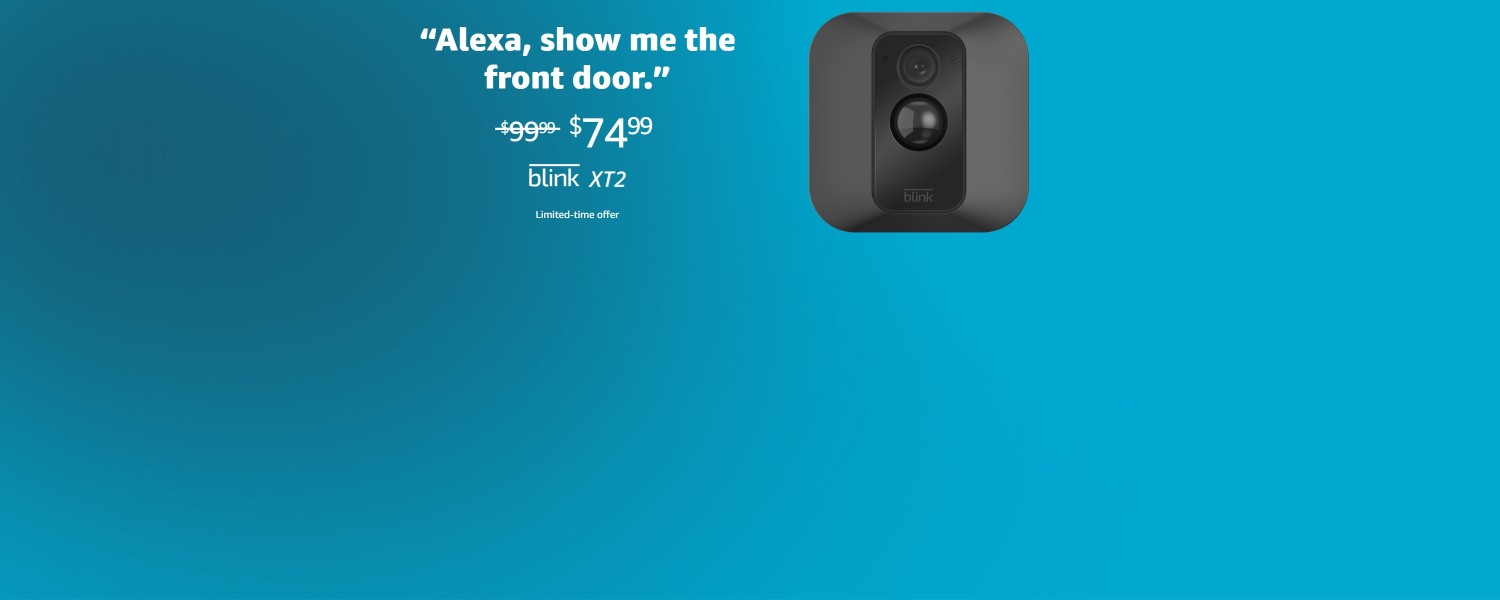 “Alexa, show me the
front door.”
$99.99 $74.99
blink XT2
Limited-time offer
blink